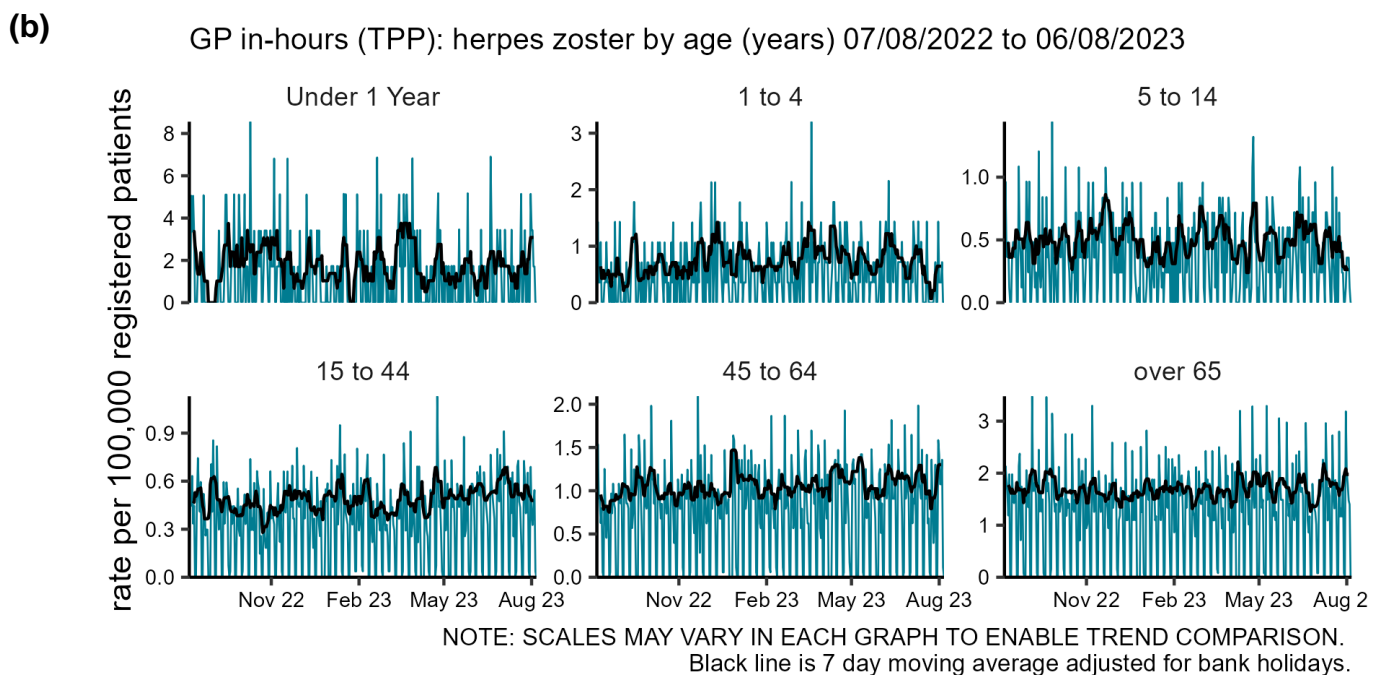 (b)
GP in-hours (TPP): herpes zoster by age (years) 07/08/2022 to 06/08/2023
rate per 100,000 registered patients
Under 1 Year
8
6
4
2
0
1 to 4
3
2
1
0
5 to 14
1.0
0.5
0.0
15 to 44
0.9
0.6
0.3
0.0
Nov 22 Feb 23 May 23 Aug 23
45 to 64
2.0
1.5
1.0
0.5
0.0
Nov 22 Feb 23 May 23 Aug 23
over 65
3
2
1
0
Nov 22 Feb 23 May 23 Aug 2
NOTE: SCALES MAY VARY IN EACH GRAPH TO ENABLE TREND COMPARISON.
Black line is 7 day moving average adjusted for bank holidays.